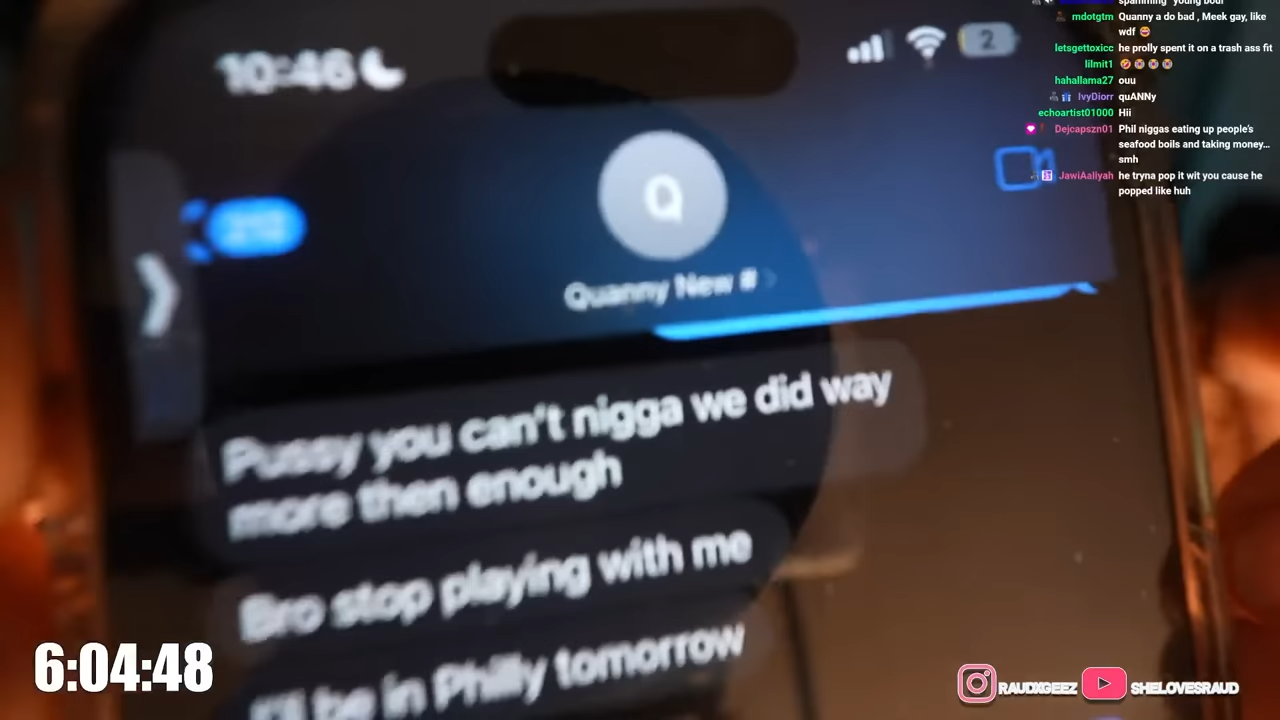 spamming "young bour"
mdotgtm Quanny a do bad , Meek gay, like
wdf 😂
letsgettoxicc he prolly spent it on a trash ass fit
lilmit1 🤣😭😭😭
hahallama27 ouu
IvyDiorr quANNy
echoartist01000 Hii
Dejcapszn01 Phil niggas eating up people's
seafood boils and taking money…
smh
JawiAaliyah he tryna pop it wit you cause he
popped like huh
10:46
2
Q
Quanny New #
Pussy you can't nigga we did way
more then enough
Bro stop playing with me
I'll be in Philly tomorrow
6:04:48
RAUDXGEEZ SHELOVESRAUD